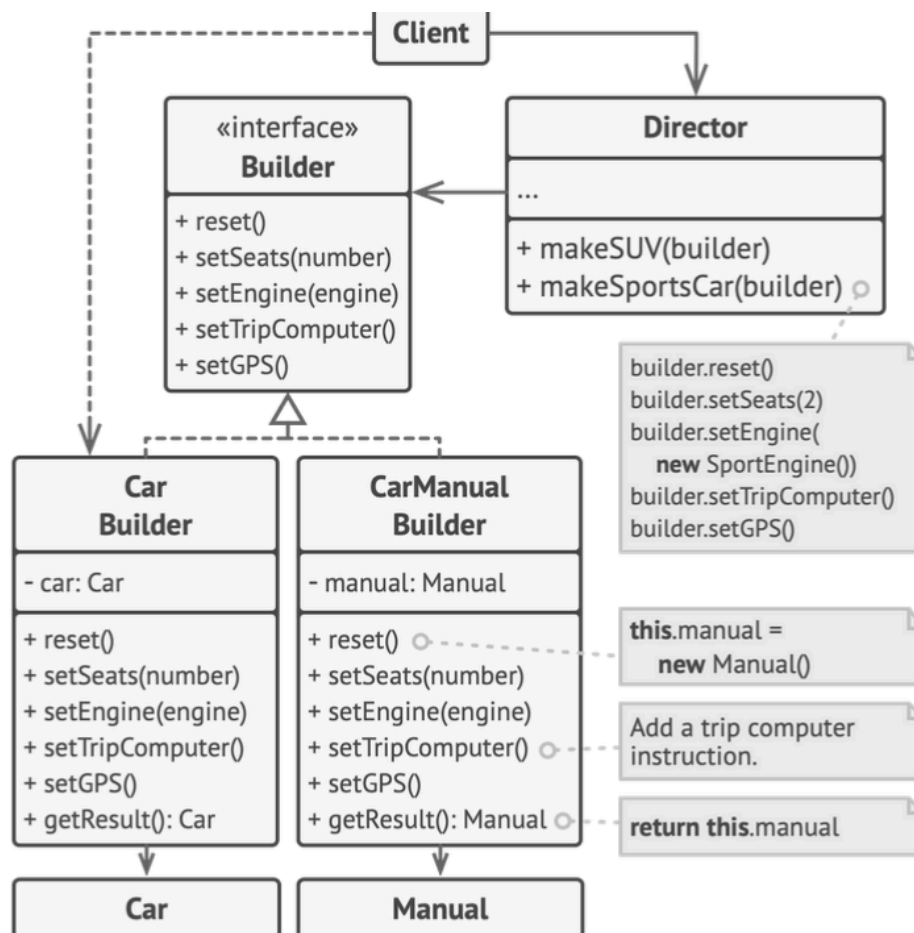 Client
«interface»
Builder
+ reset()
+ setSeats(number)
+ setEngine(engine)
+ setTripComputer()
+ setGPS()
Director
...
+ makeSUV(builder)
+ makeSportsCar(builder)
builder.reset()
builder.setSeats(2)
builder.setEngine(
new SportEngine())
builder.setTripComputer()
builder.setGPS()
Car
Builder
- car: Car
+ reset()
+ setSeats(number)
+ setEngine(engine)
+ setTripComputer()
+ setGPS()
+ getResult(): Car
CarManual
Builder
- manual: Manual
+ reset()
+ setSeats(number)
+ setEngine(engine)
+ setTripComputer()
+ setGPS()
+ getResult(): Manual
this.manual =
new Manual()
Add a trip computer
instruction.
return this.manual
Car
Manual